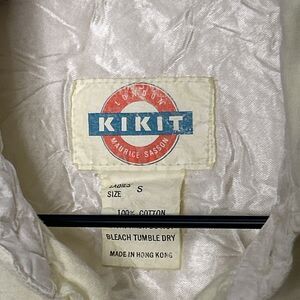 LONDON
KIKIT
MAURICE SASSON
LADIES' S
SIZE
100% COTTON
BLEACH TUMBLE DRY
MADE IN HONG KONG